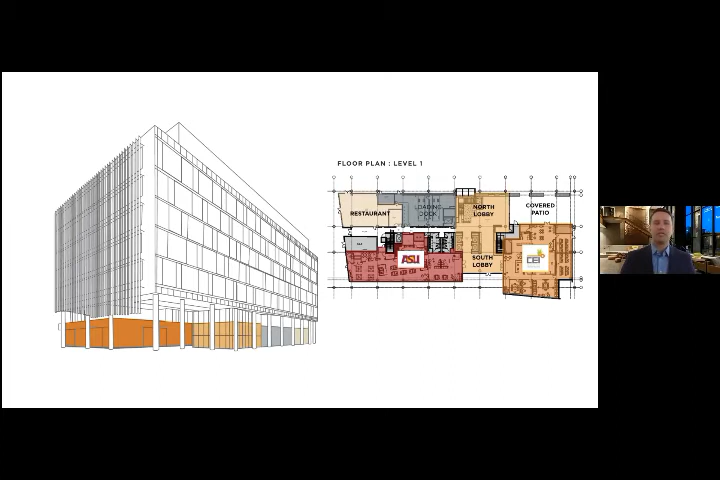 FLOOR PLAN : LEVEL 1
RESTAURANT
LOADING
DOCK
NORTH
LOBBY
COVERED
PATIO
ASU
SOUTH
LOBBY